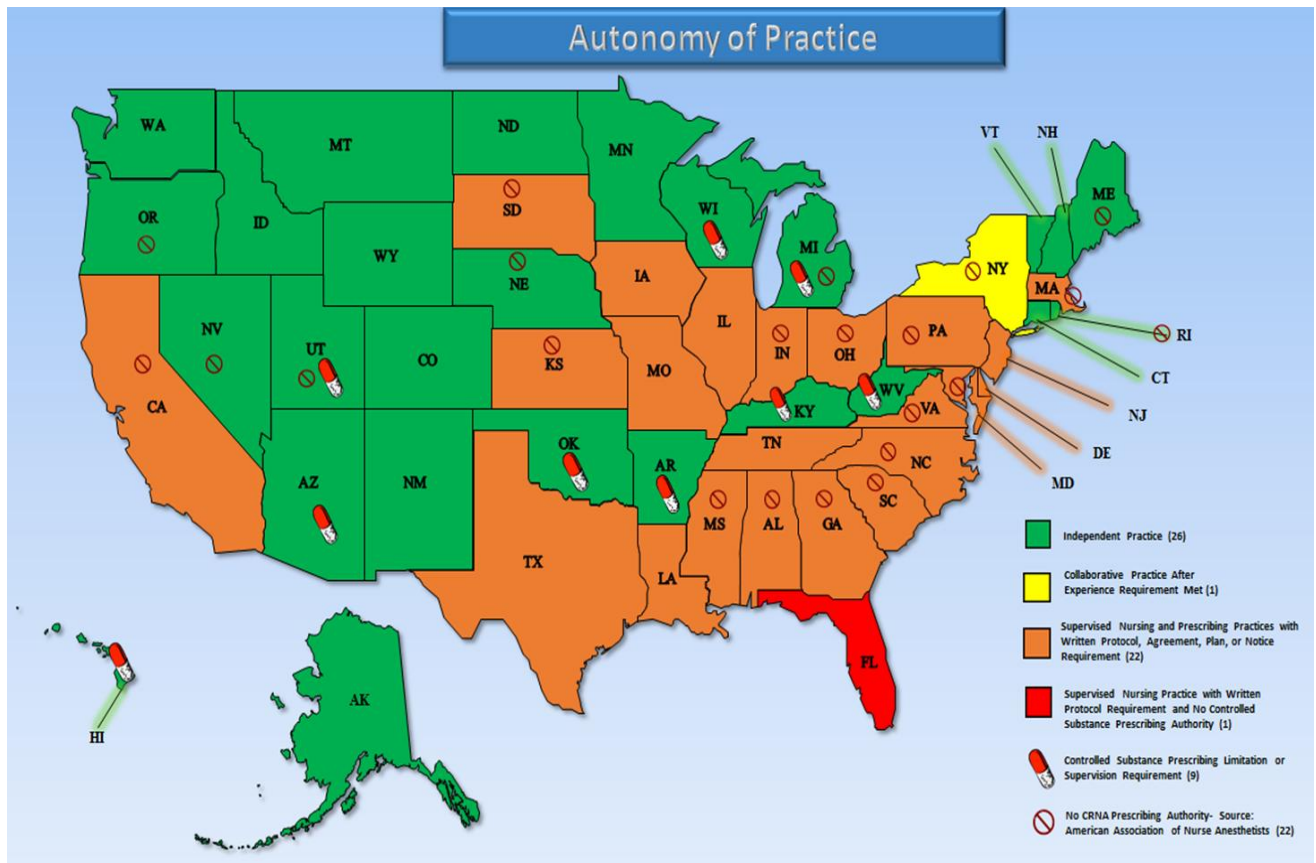 Autonomy of Practice
WA
MT
ND
MN
VT
NH
ME
OR
ID
SD
WI
MI
NY
WY
MA
IA
NE
RI
NV
UT
CO
KS
MO
IL
IN
OH
PA
CT
CA
KY
WV
VA
NJ
OK
AR
TN
NC
DE
AZ
NM
SC
MD
MS
AL
GA
TX
LA
FL
AK
HI
Independent Practice (26)
Collaborative Practice After
Experience Requirement Met (1)
Supervised Nursing and Prescribing Practices with
Written Protocol, Agreement, Plan, or Notice
Requirement (22)
Supervised Nursing Practice with Written
Protocol Requirement and No Controlled
Substance Prescribing Authority (1)
Controlled Substance Prescribing Limitation or
Supervision Requirement (9)
No CRNA Prescribing Authority- Source:
American Association of Nurse Anesthetists (22)